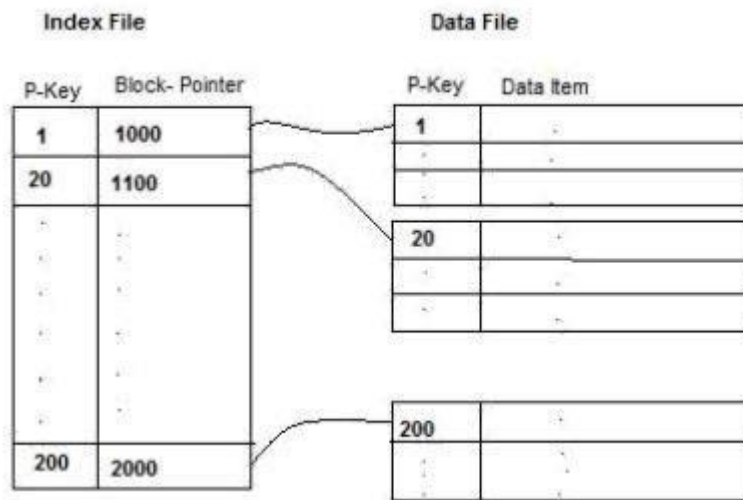 Index File
Data File
P-Key Block- Pointer
P-Key Data Item
1 1000
1
20 1100
20
200
200 2000